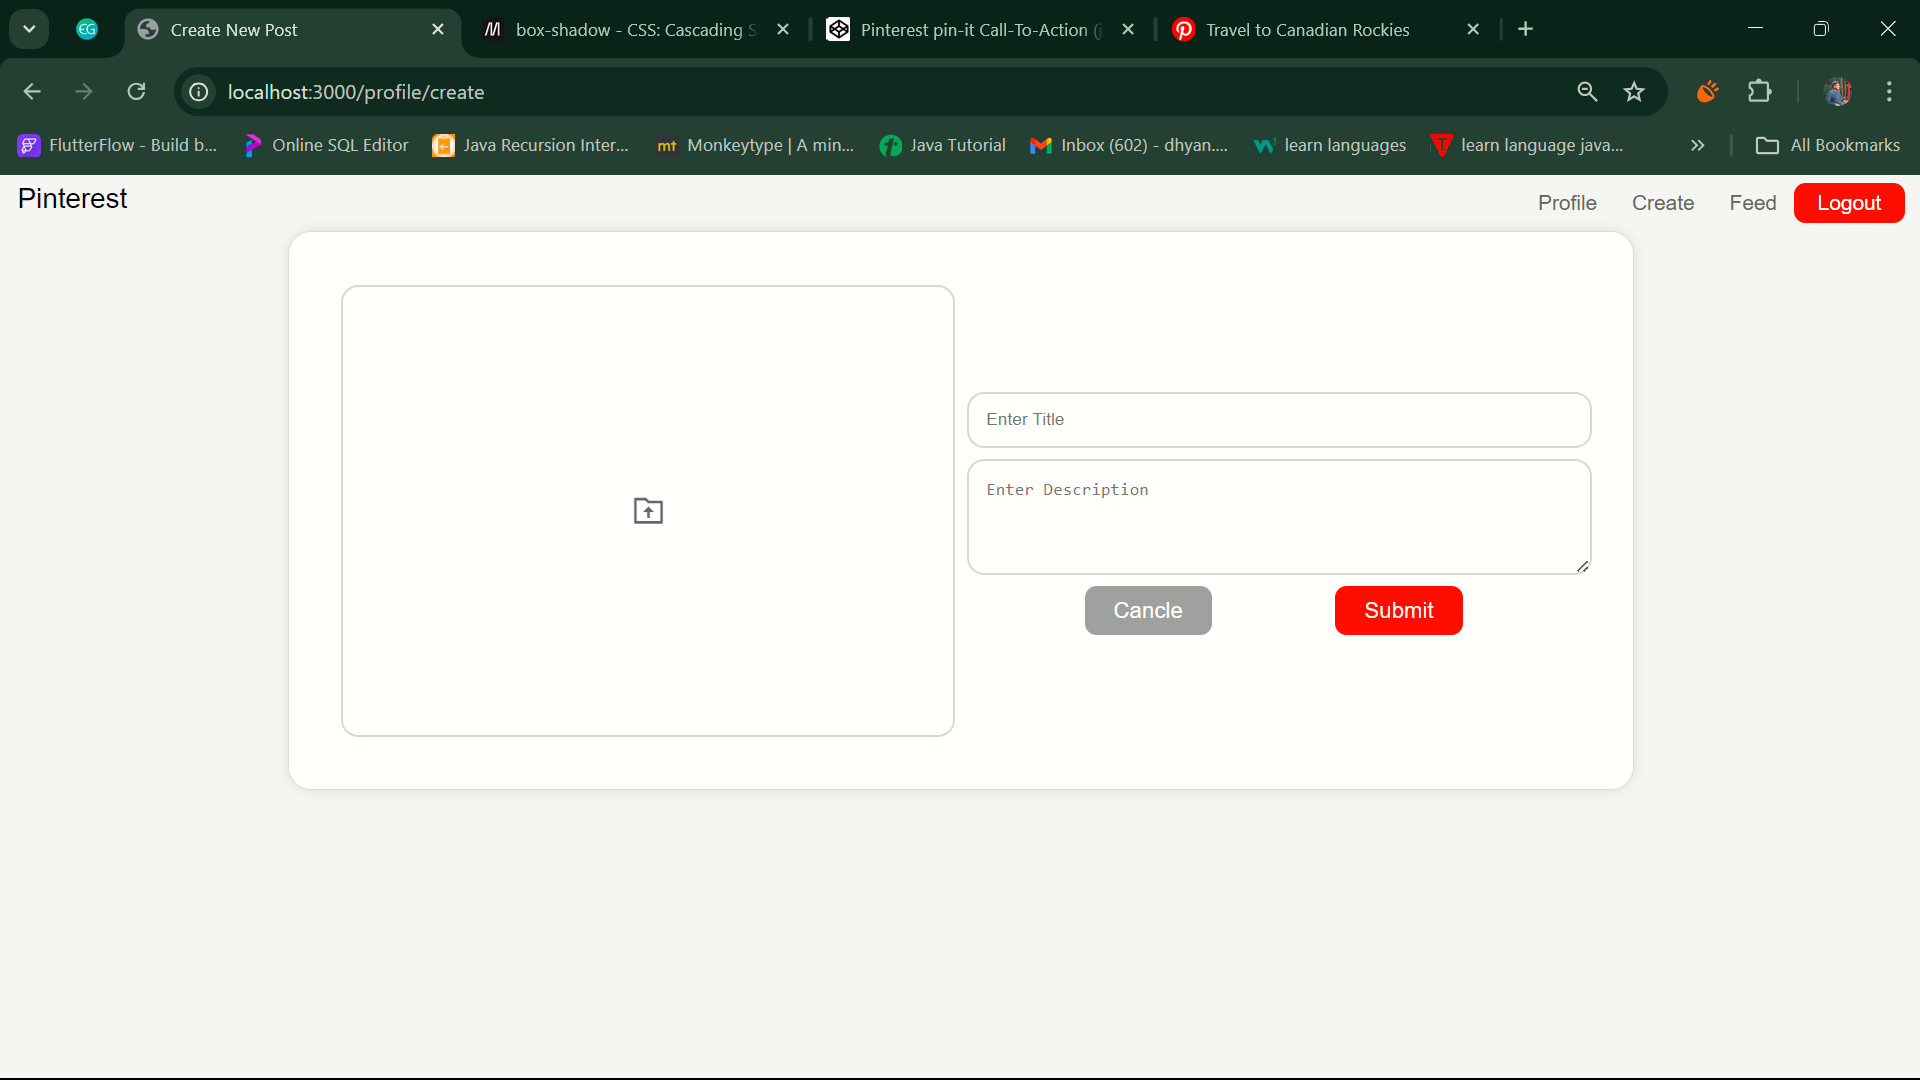 EG Create New Post box-shadow - CSS: Cascading S Pinterest pin-it Call-To-Action (j Travel to Canadian Rockies
localhost:3000/profile/create
FlutterFlow - Build b... Online SQL Editor Java Recursion Inter... mt Monkeytype | A min... Java Tutorial Inbox (602) - dhyan.... learn languages learn language java... All Bookmarks
Pinterest Profile Create Feed Logout
Enter Title
Enter Description
Cancle Submit